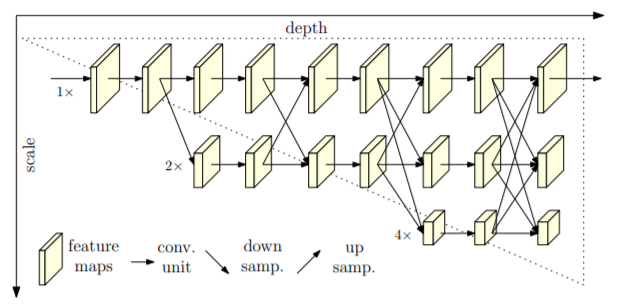 depth
1×
scale
2×
4×
feature
maps
conv.
unit
down
samp.
up
samp.